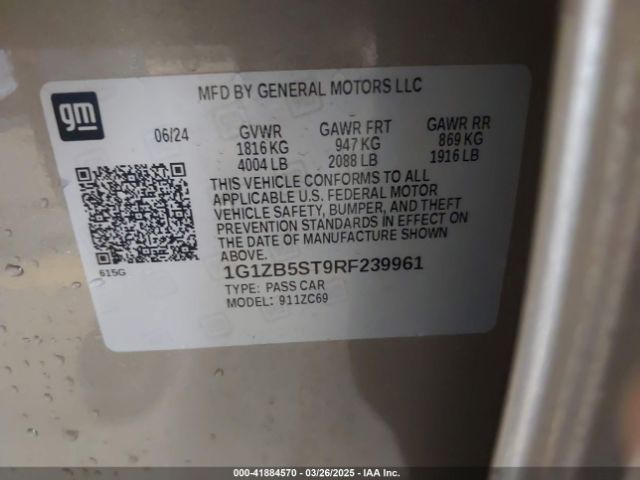 gm
MFD BY GENERAL MOTORS LLC
06/24
GVWR GAWR FRT GAWR RR
1816 KG 947 KG 869 KG
4004 LB 2088 LB 1916 LB
THIS VEHICLE CONFORMS TO ALL
APPLICABLE U.S. FEDERAL MOTOR
VEHICLE SAFETY, BUMPER, AND THEFT
PREVENTION STANDARDS IN EFFECT ON
THE DATE OF MANUFACTURE SHOWN
ABOVE.
615G
1G1ZB5ST9RF239961
TYPE: PASS CAR
MODEL: 911ZC69
000-41884570 - 03/26/2025 - IAA Inc.